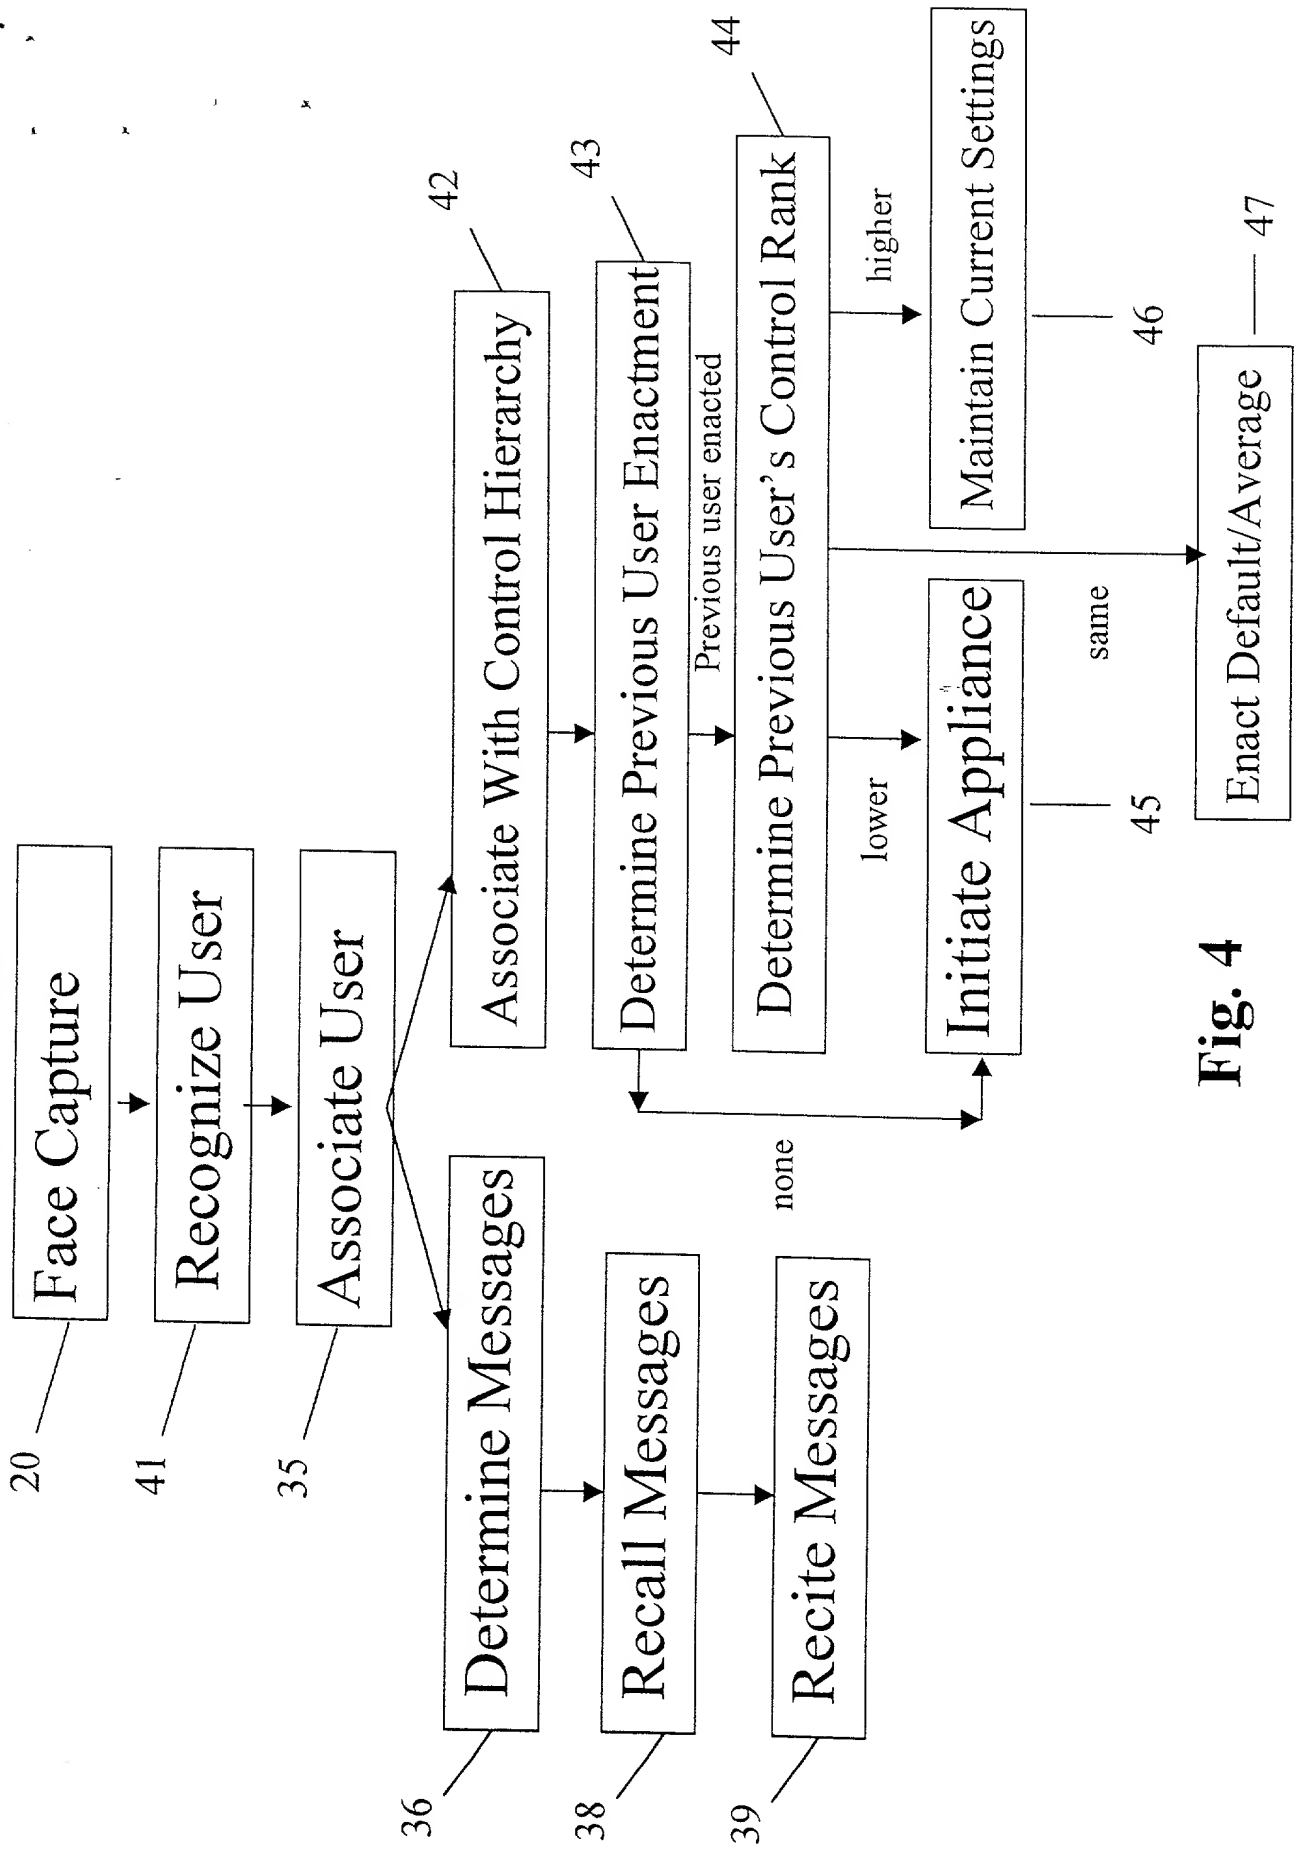 20
Face Capture
41
Recognize User
35
Associate User
36
Determine Messages
38
Recall Messages
39
Recite Messages
42
Associate With Control Hierarchy
43
Determine Previous User Enactment
Previous user enacted
44
Determine Previous User's Control Rank
none
lower
higher
Initiate Appliance
45
Maintain Current Settings
46
same
Enact Default/Average
47
Fig. 4